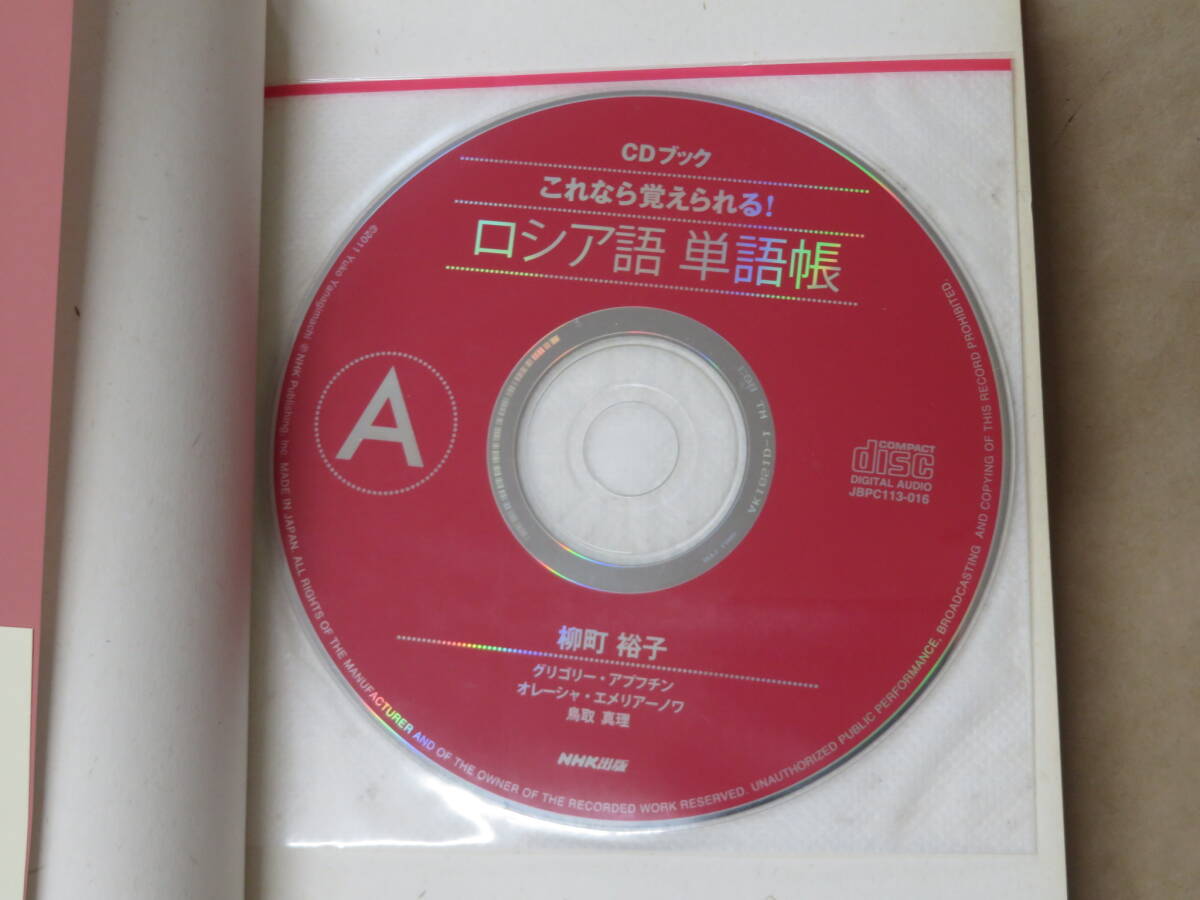 CDブック
これなら覚えられる!
ロシア語 単語帳
A
COMPACT
disc
DIGITAL AUDIO
JBPC113-016
柳町 裕子
グリゴリー・アプフチン
オレーシャ・エメリアーノワ
鳥取 真理
NHK出版
©2011 Yuko Yanagimachi ℗ NHK Publishing, Inc. MADE IN JAPAN. ALL RIGHTS OF THE MANUFACTURER AND OF THE OWNER OF THE RECORDED WORK RESERVED. UNAUTHORIZED PUBLIC PERFORMANCE, BROADCASTING AND COPYING OF THIS RECORD PROHIBITED.